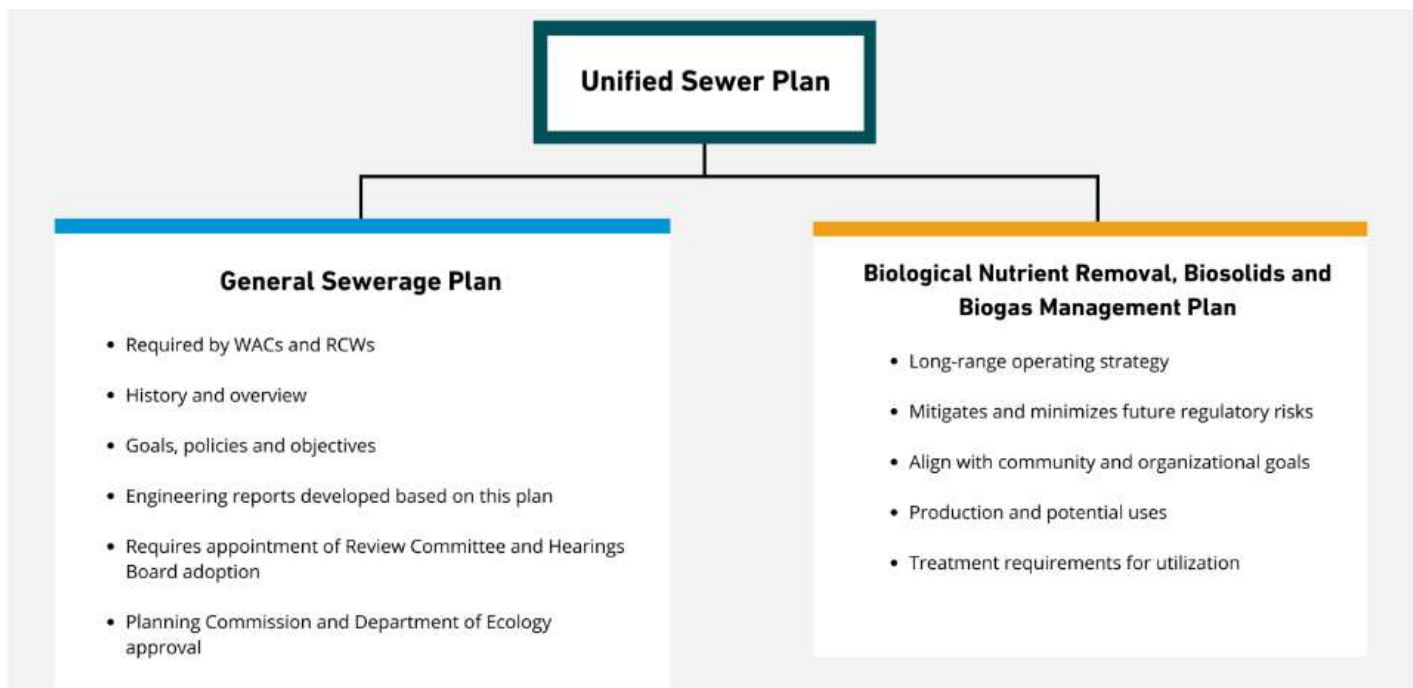 Unified Sewer Plan
General Sewerage Plan
• Required by WACs and RCWs
• History and overview
• Goals, policies and objectives
• Engineering reports developed based on this plan
• Requires appointment of Review Committee and Hearings
Board adoption
• Planning Commission and Department of Ecology
approval
Biological Nutrient Removal, Biosolids and
Biogas Management Plan
• Long-range operating strategy
• Mitigates and minimizes future regulatory risks
• Align with community and organizational goals
• Production and potential uses
• Treatment requirements for utilization